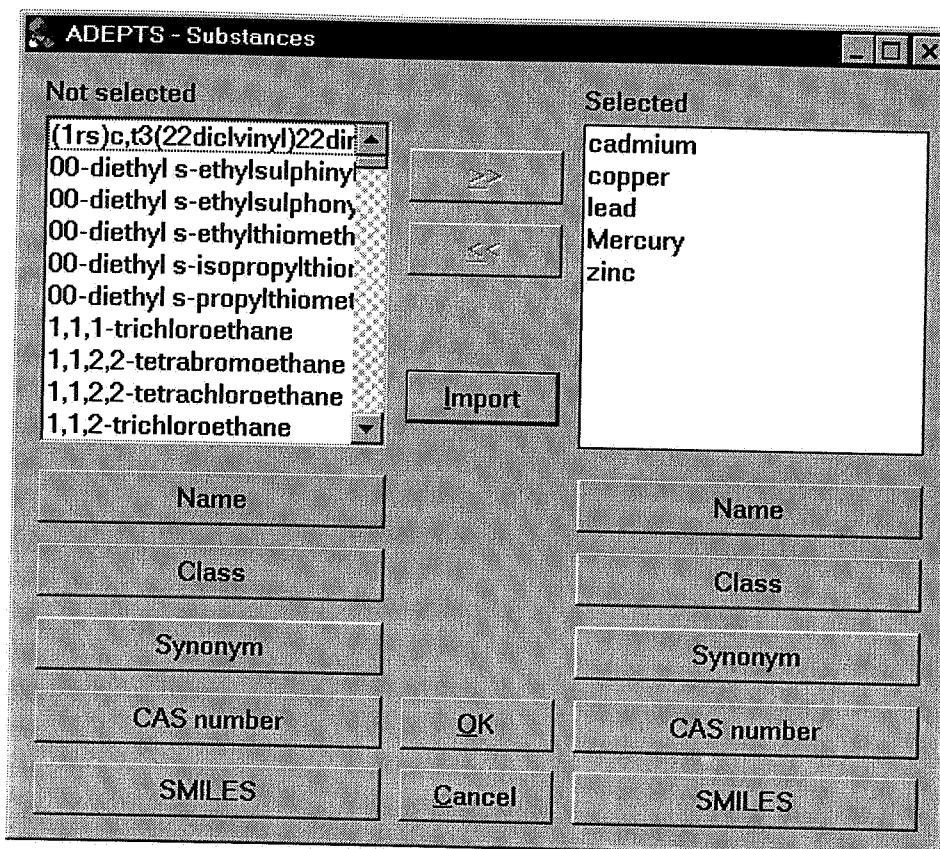 ADEPTS - Substances
Not selected
(1rs)c,t3(22diclvinyl)22dir
00-diethyl s-ethylsulphinyl
00-diethyl s-ethylsulphony
00-diethyl s-ethylthiometh
00-diethyl s-isopropylthior
00-diethyl s-propylthiomet
1,1,1-trichloroethane
1,1,2,2-tetrabromoethane
1,1,2,2-tetrachloroethane
1,1,2-trichloroethane
>>
<<
Import
Selected
cadmium
copper
lead
Mercury
zinc
Name
Class
Synonym
CAS number
SMILES
OK
Cancel
Name
Class
Synonym
CAS number
SMILES